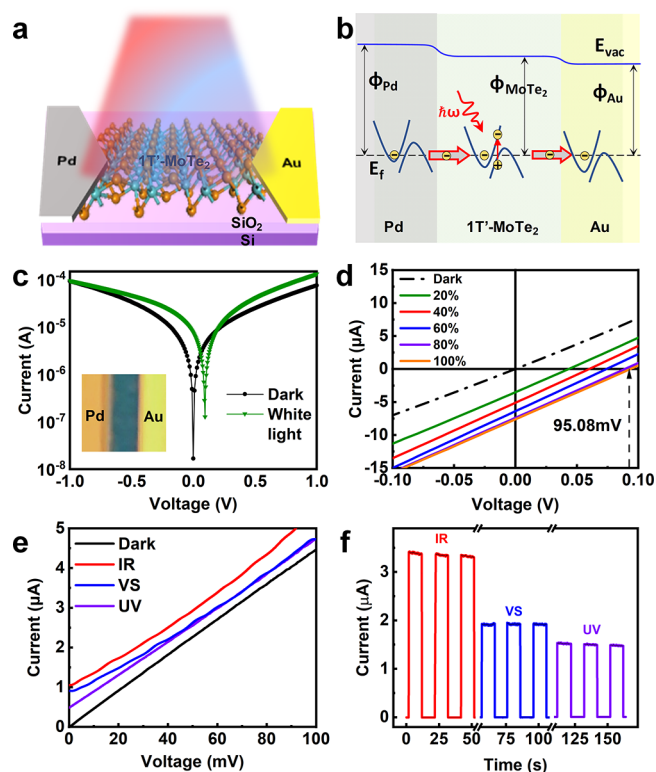 a
Pd
1T'-MoTe₂
Au
SiO₂
Si
b
E_vac
Φ_Pd
Φ_MoTe₂
Φ_Au
ħω
E_f
Pd
1T'-MoTe₂
Au
c
Current (A)
10⁻⁴
10⁻⁵
10⁻⁶
10⁻⁷
10⁻⁸
Pd
Au
Dark
White
light
-1.0
-0.5
0.0
0.5
1.0
Voltage (V)
d
Current (μA)
15
10
5
0
-5
-10
-15
Dark
20%
40%
60%
80%
100%
95.08mV
-0.10
-0.05
0.00
0.05
0.10
Voltage (V)
e
Current (μA)
5
4
3
2
1
0
Dark
IR
VS
UV
0
20
40
60
80
100
Voltage (mV)
f
Current (μA)
3
2
1
0
IR
VS
UV
0
25
50
75
100
125
150
Time (s)